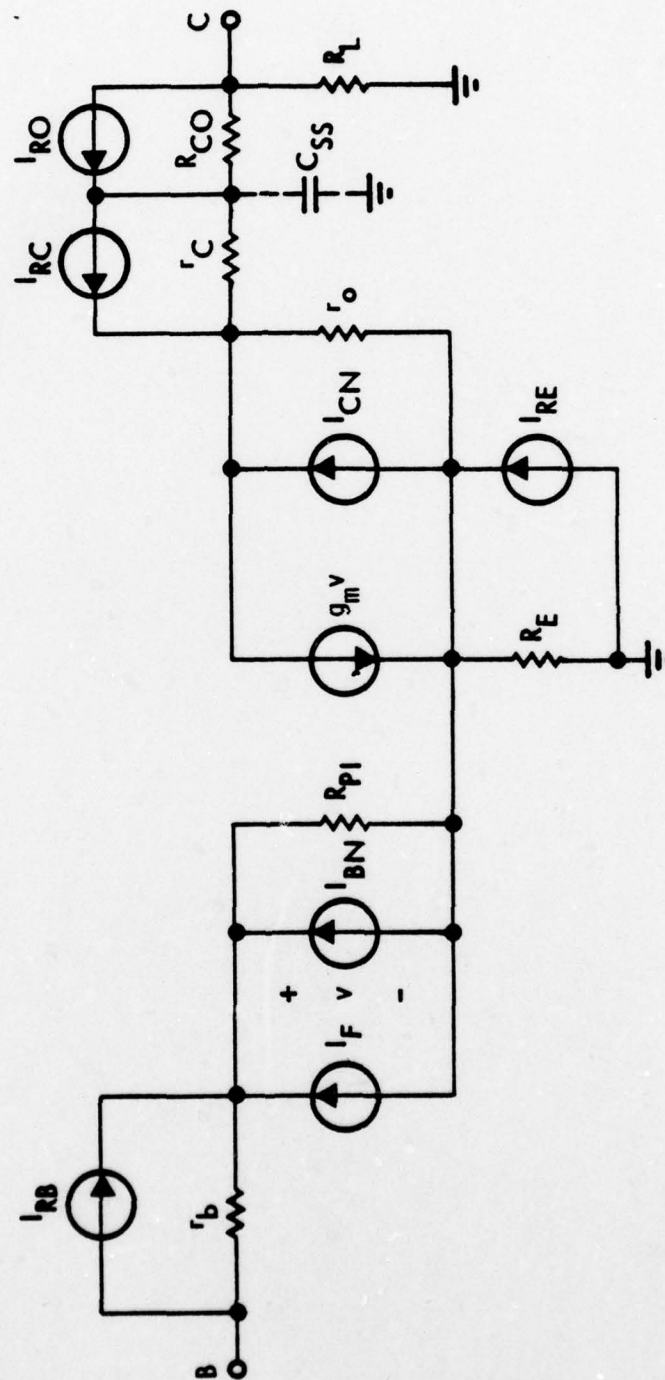 B
I_RB
r_b
I_F
+
v
-
I_BN
R_PI
g_m v
R_E
I_CN
I_RE
r_o
I_RC
r_C
I_RO
R_CO
C_SS
R_L
C